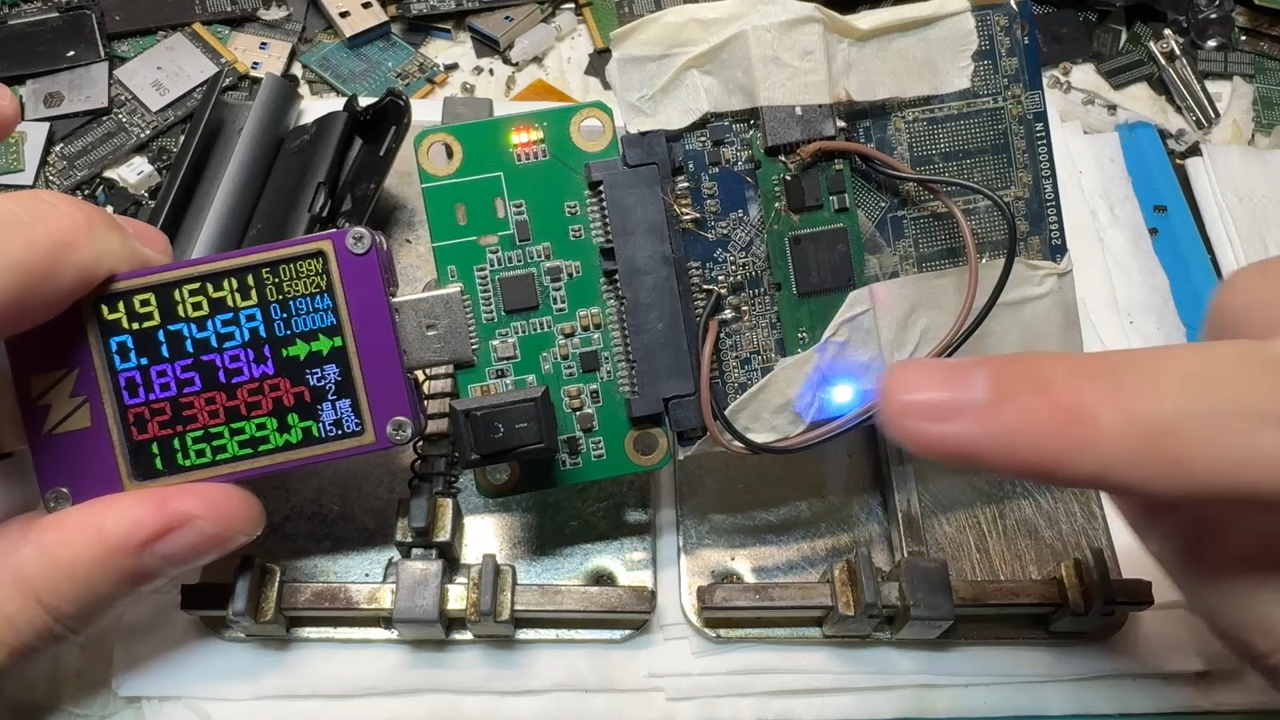 SMI
4.9164V
5.0199V
0.5902V
0.1745A
0.1914A
0.0000A
0.8579W
记录
2
02.3845Ah
温度
15.8c
11.6329Wh
2069010ME00001IN